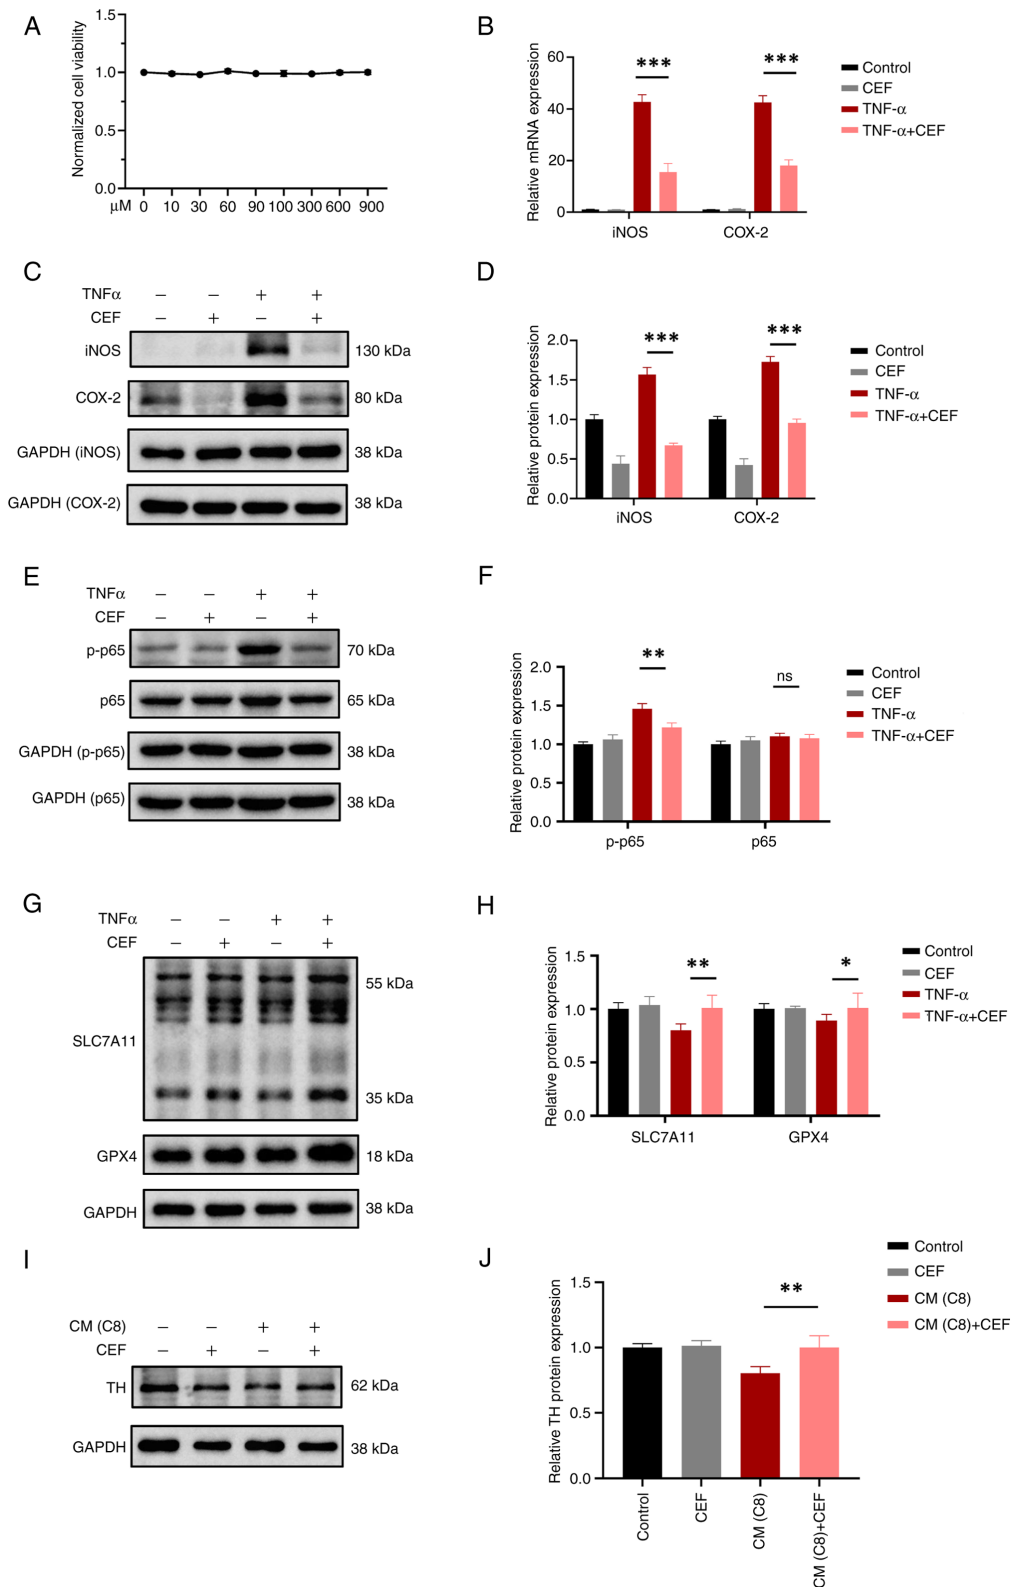 A
Normalized cell viability
1.5
1.0
0.5
0.0
μM 0 10 30 60 90 100 300 600 900
B
Relative mRNA expression
60
40
20
0
*** ***
iNOS COX-2
Control
CEF
TNF-α
TNF-α+CEF
C
TNFα − − + +
CEF − + − +
iNOS 130 kDa
COX-2 80 kDa
GAPDH (iNOS) 38 kDa
GAPDH (COX-2) 38 kDa
D
Relative protein expression
2.0
1.5
1.0
0.5
0.0
*** ***
iNOS COX-2
Control
CEF
TNF-α
TNF-α+CEF
E
TNFα − − + +
CEF − + − +
p-p65 70 kDa
p65 65 kDa
GAPDH (p-p65) 38 kDa
GAPDH (p65) 38 kDa
F
Relative protein expression
2.0
1.5
1.0
0.5
0.0
** ns
p-p65 p65
Control
CEF
TNF-α
TNF-α+CEF
G
TNFα − − + +
CEF − + − +
SLC7A11
55 kDa
35 kDa
GPX4 18 kDa
GAPDH 38 kDa
H
Relative protein expression
1.5
1.0
0.5
0.0
** *
SLC7A11 GPX4
Control
CEF
TNF-α
TNF-α+CEF
I
CM (C8) − − + +
CEF − + − +
TH 62 kDa
GAPDH 38 kDa
J
Relative TH protein expression
1.5
1.0
0.5
0.0
**
Control
CEF
CM (C8)
CM (C8)+CEF
Control
CEF
CM (C8)
CM (C8)+CEF